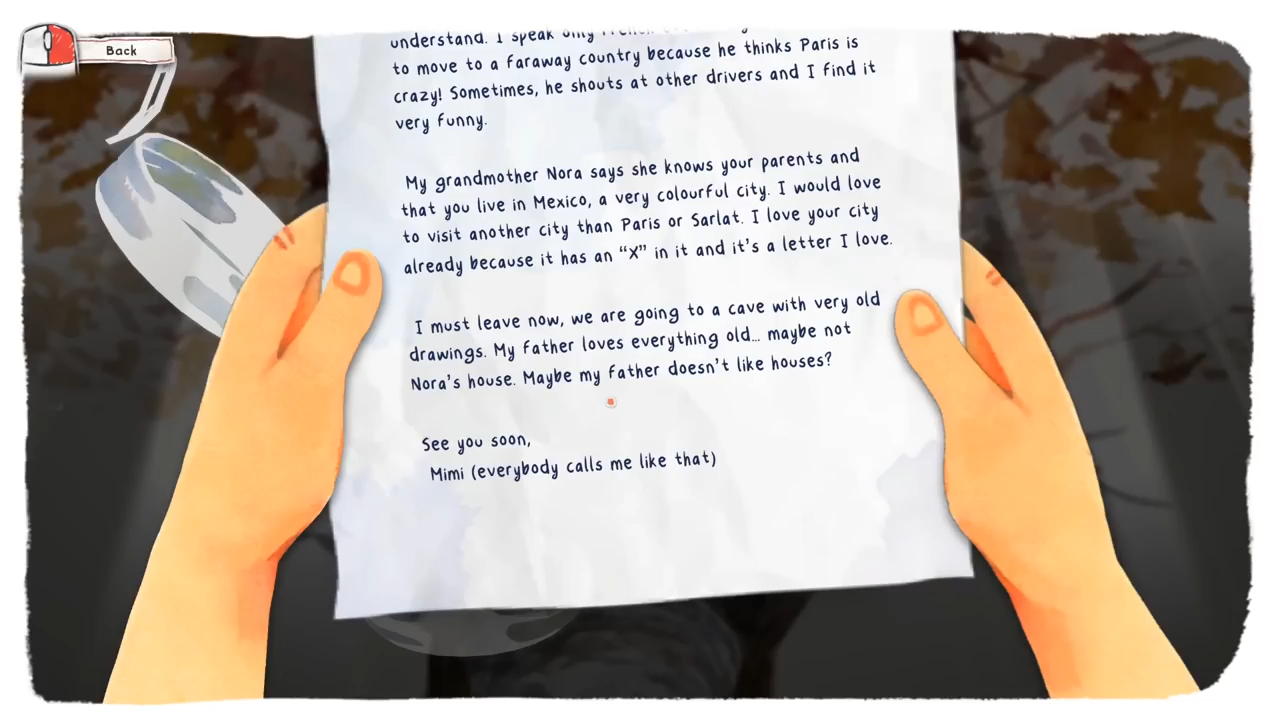 Back
understand. I speak only
to move to a faraway country because he thinks Paris is
crazy! Sometimes, he shouts at other drivers and I find it
very funny.
My grandmother Nora says she knows your parents and
that you live in Mexico, a very colourful city. I would love
to visit another city than Paris or Sarlat. I love your city
already because it has an “X” in it and it's a letter I love.
I must leave now, we are going to a cave with very old
drawings. My father loves everything old... maybe not
Nora's house. Maybe my father doesn't like houses?
See you soon,
Mimi (everybody calls me like that)